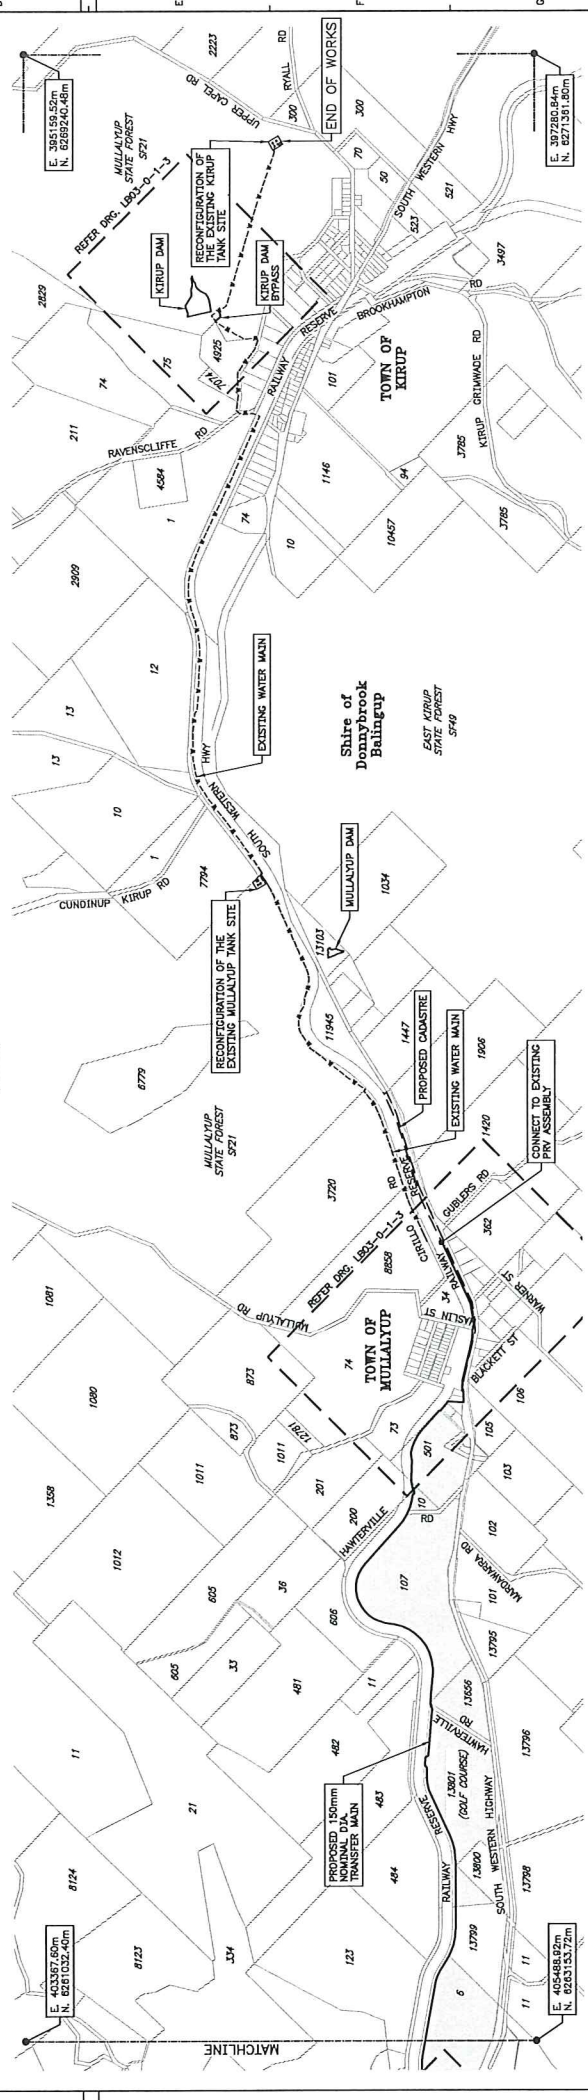 E. 395159.52m
N. 6269240.48m
E. 397280.84m
N. 6271361.80m
2223
UPPER CAPEL RD
RYALL
RD
300
END OF WORKS
300
MULLALYUP
STATE FOREST
SF21
REFER DRG. LB03-0-1-3
RECONFIGURATION OF
THE EXISTING KIRUP
TANK SITE
70
50
523
521
SOUTH WESTERN HWY
KIRUP DAM
KIRUP DAM
BYPASS
2829
75
4925
7074
74
RAILWAY
RESERVE
BROOKHAMPTON
RD
3497
TOWN OF
KIRUP
101
211
RAVENSCLIFFE
RD
4584
1
74
1146
94
3785
KIRUP GRIMWADE RD
3785
10457
10
2909
12
13
13
10
1
CUNDINUP KIRUP RD
7794
EXISTING WATER MAIN
SOUTH
WESTERN
HWY
Shire of
Donnybrook
Balingup
EAST KIRUP
STATE FOREST
SF49
RECONFIGURATION OF THE
EXISTING MULLALYUP TANK SITE
MULLALYUP DAM
13103
1034
11945
6779
MULLALYUP
STATE FOREST
SF21
1447
PROPOSED CADASTRE
EXISTING WATER MAIN
1906
3720
CONNECT TO EXISTING
PRV ASSEMBLY
1420
GUBLERS RD
362
REFER DRG. LB03-0-1-3
8858
CIRILLO
RD
RAILWAY
RESERVE
34
HASLIN ST
WARNER ST
BLACKETT ST
MULLALYUP RD
1081
1080
873
873
74
TOWN OF
MULLALYUP
1011
1011
12781
73
501
106
105
103
1358
1012
201
200
HAWTERVILLE
RD
10
102
MARDAWARRA RD
101
107
605
605
36
606
33
481
11
13795
13656
HAWTERVILLE
RD
13796
11
482
483
484
PROPOSED 150mm
NOMINAL DIA.
TRANSFER MAIN
RAILWAY
RESERVE
13801
(GOLF COURSE)
13800
13799
13798
SOUTH WESTERN HIGHWAY
21
8124
8123
334
123
6
11
11
E. 403367.60m
N. 6261032.40m
E. 405488.92m
N. 6263153.72m
MATCHLINE
E
F
G